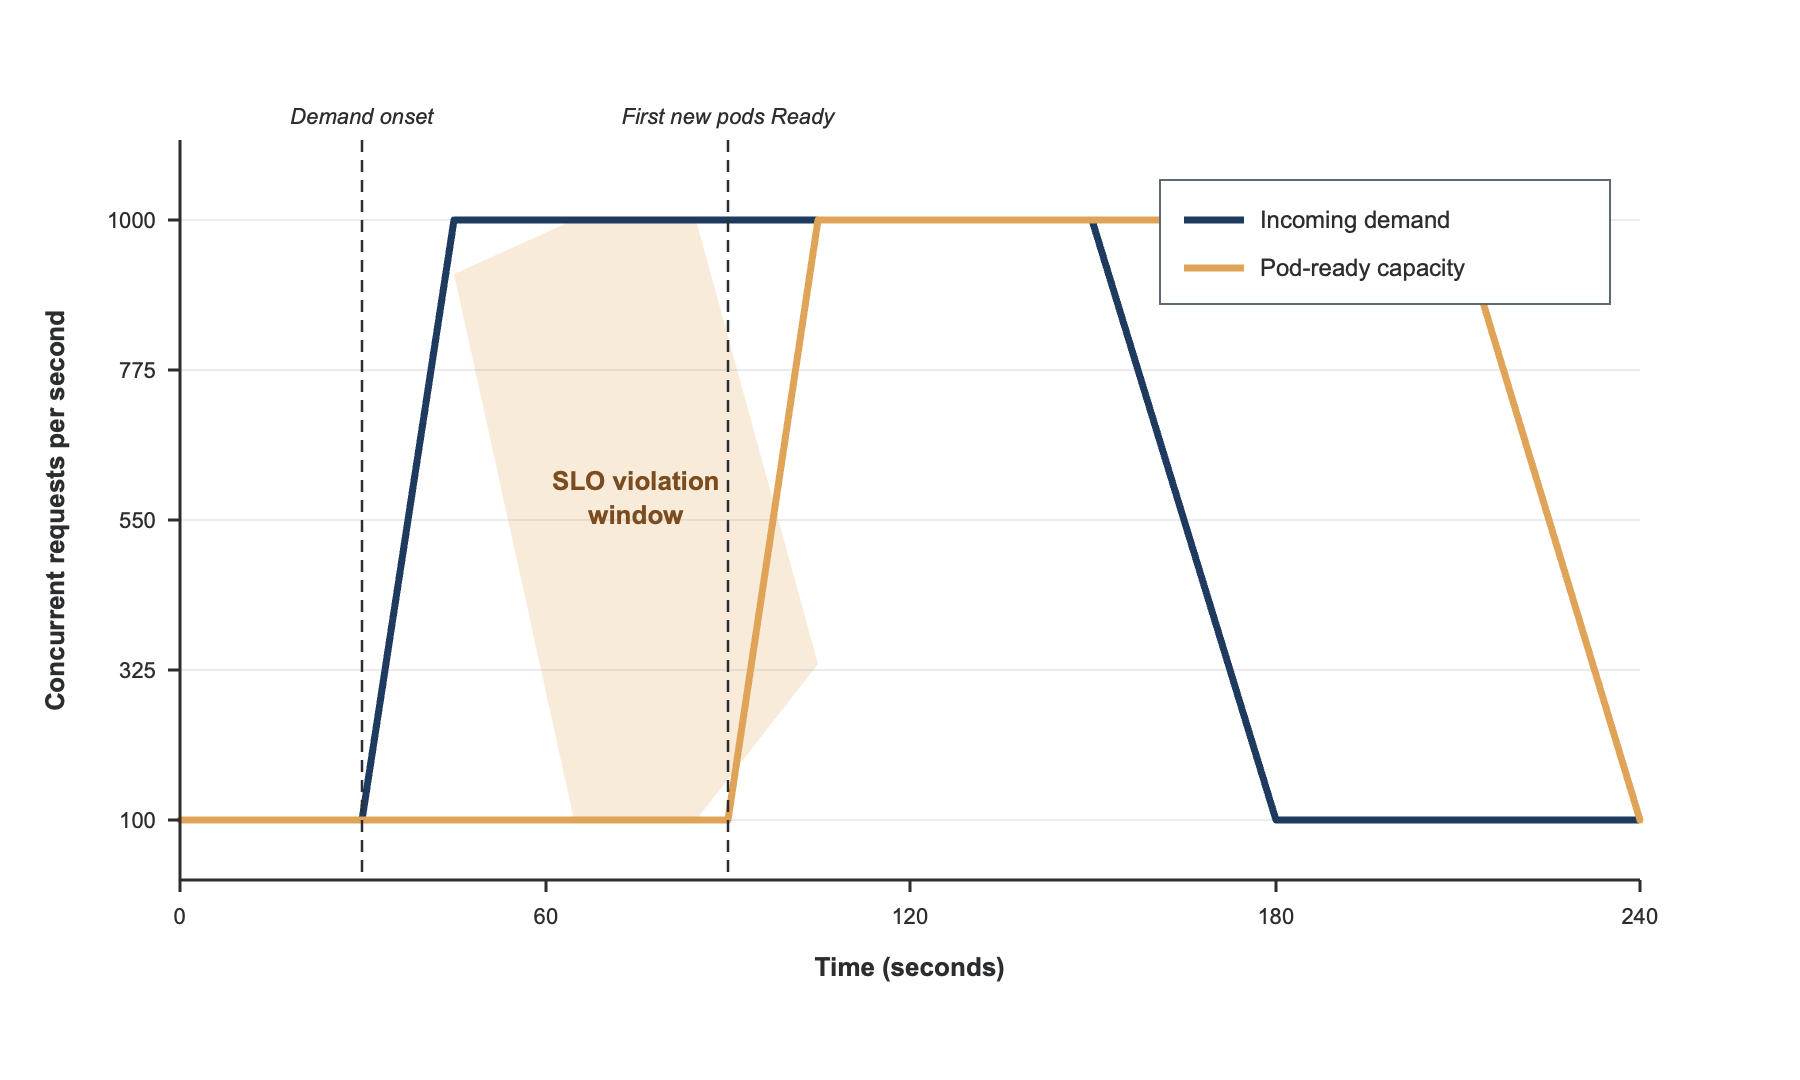 Demand onset
First new pods Ready
Incoming demand
Pod-ready capacity
1000
775
550
325
100
SLO violation
window
Concurrent requests per second
0
60
120
180
240
Time (seconds)